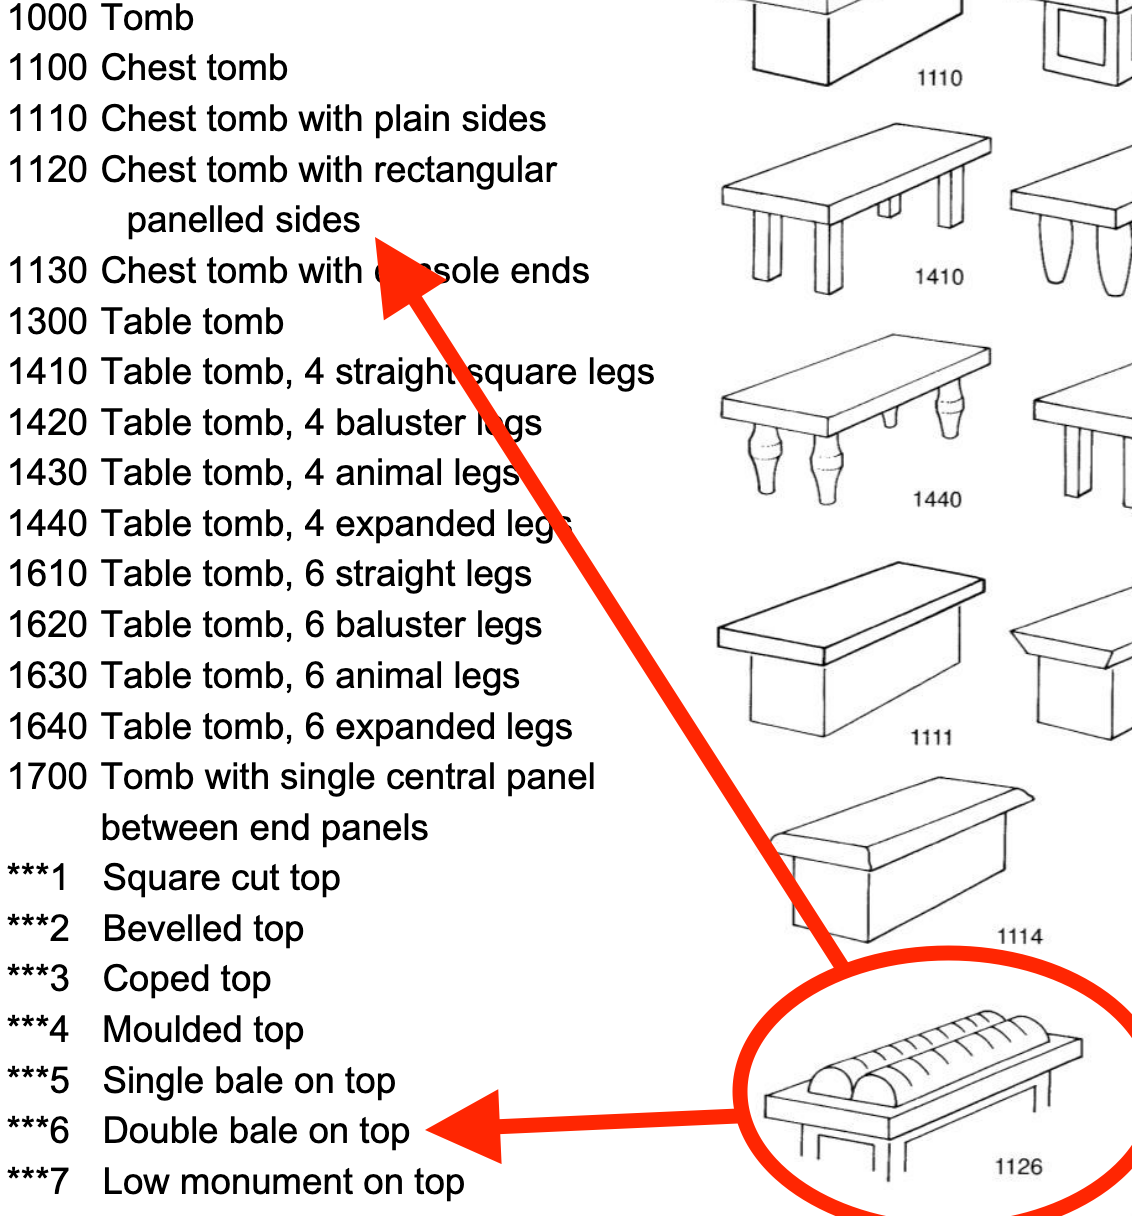 1000 Tomb
1100 Chest tomb
1110 Chest tomb with plain sides
1120 Chest tomb with rectangular
panelled sides
1130 Chest tomb with console ends
1300 Table tomb
1410 Table tomb, 4 straight square legs
1420 Table tomb, 4 baluster legs
1430 Table tomb, 4 animal legs
1440 Table tomb, 4 expanded legs
1610 Table tomb, 6 straight legs
1620 Table tomb, 6 baluster legs
1630 Table tomb, 6 animal legs
1640 Table tomb, 6 expanded legs
1700 Tomb with single central panel
between end panels
***1 Square cut top
***2 Bevelled top
***3 Coped top
***4 Moulded top
***5 Single bale on top
***6 Double bale on top
***7 Low monument on top
1110
1410
1440
1111
1114
1126